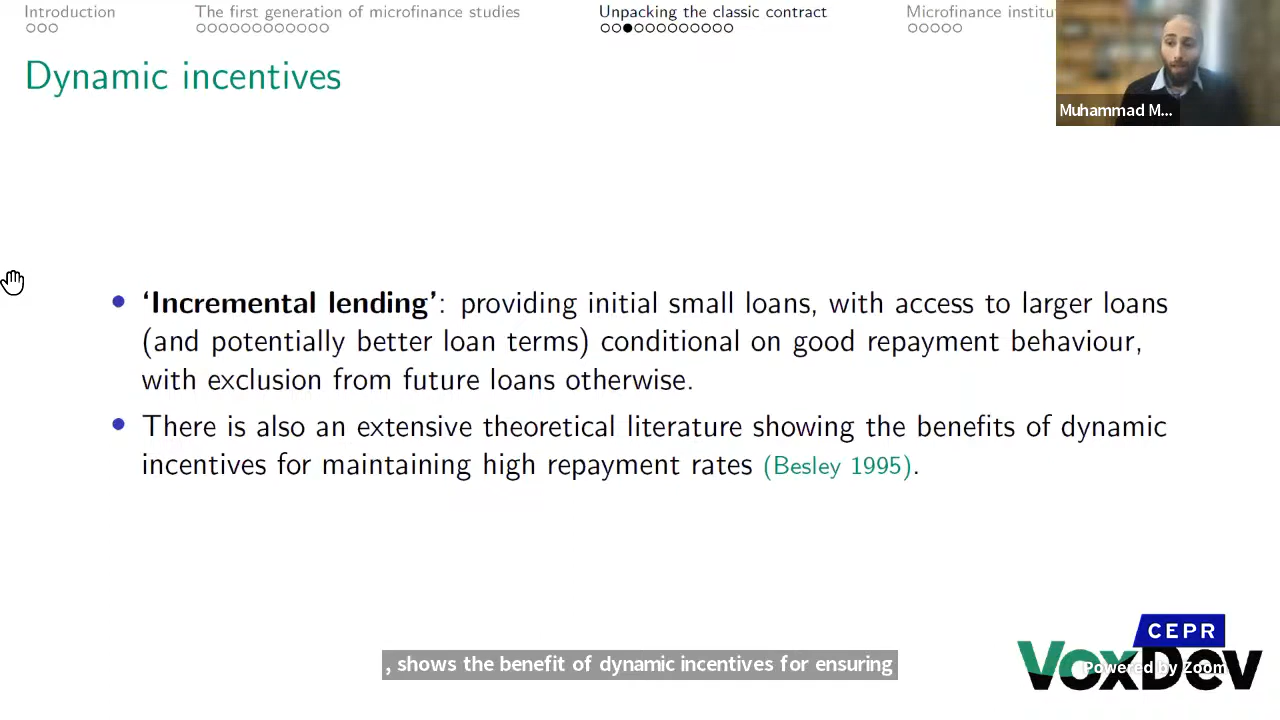 Introduction
The first generation of microfinance studies
Unpacking the classic contract
Microfinance institu
Dynamic incentives
Muhammad M...
• ‘Incremental lending’: providing initial small loans, with access to larger loans
(and potentially better loan terms) conditional on good repayment behaviour,
with exclusion from future loans otherwise.
• There is also an extensive theoretical literature showing the benefits of dynamic
incentives for maintaining high repayment rates (Besley 1995).
, shows the benefit of dynamic incentives for ensuring
CEPR
VoxDev
Powered by Zoom